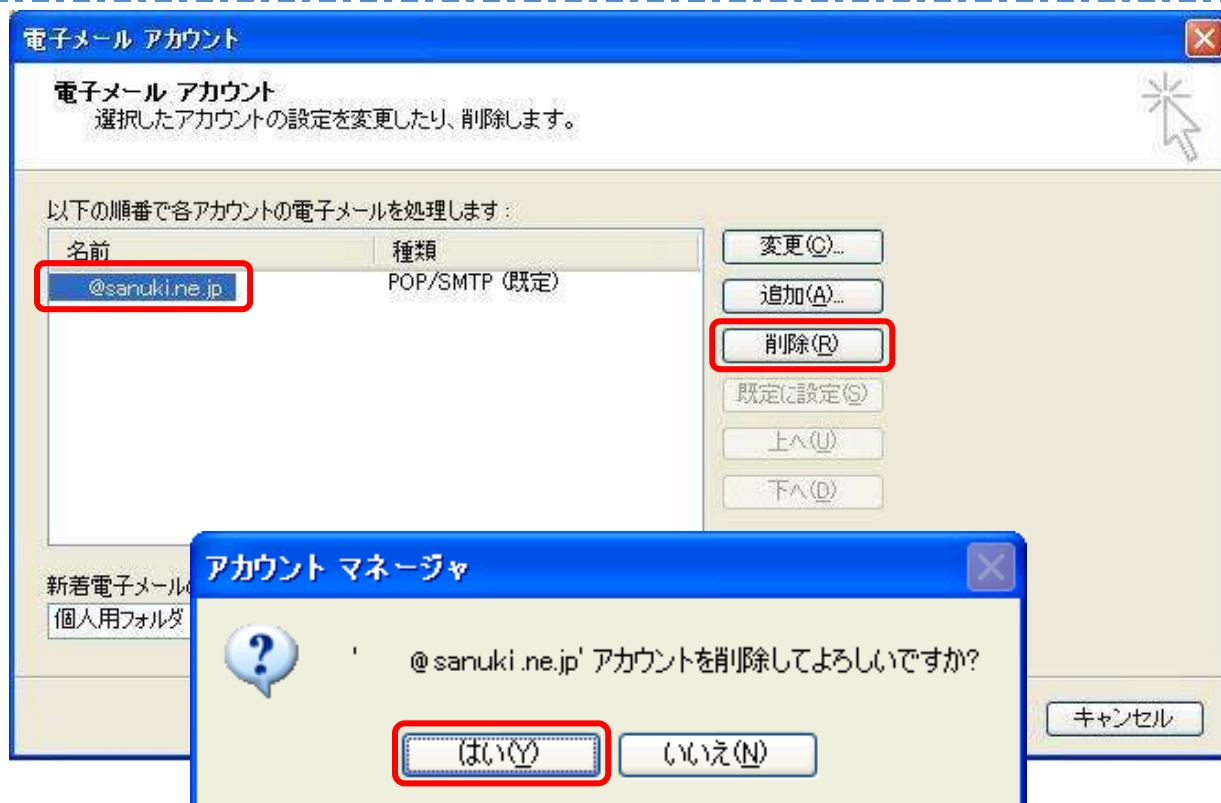 電子メール アカウント
電子メール アカウント
選択したアカウントの設定を変更したり、削除します。
以下の順番で各アカウントの電子メールを処理します:
名前 種類
@sanuki.ne.jp POP/SMTP (既定)
変更(C)...
追加(A)...
削除(R)
既定に設定(S)
上へ(U)
下へ(D)
新着電子メール
個人用フォルダ
アカウント マネージャ
' @sanuki.ne.jp' アカウントを削除してよろしいですか?
はい(Y) いいえ(N)
キャンセル